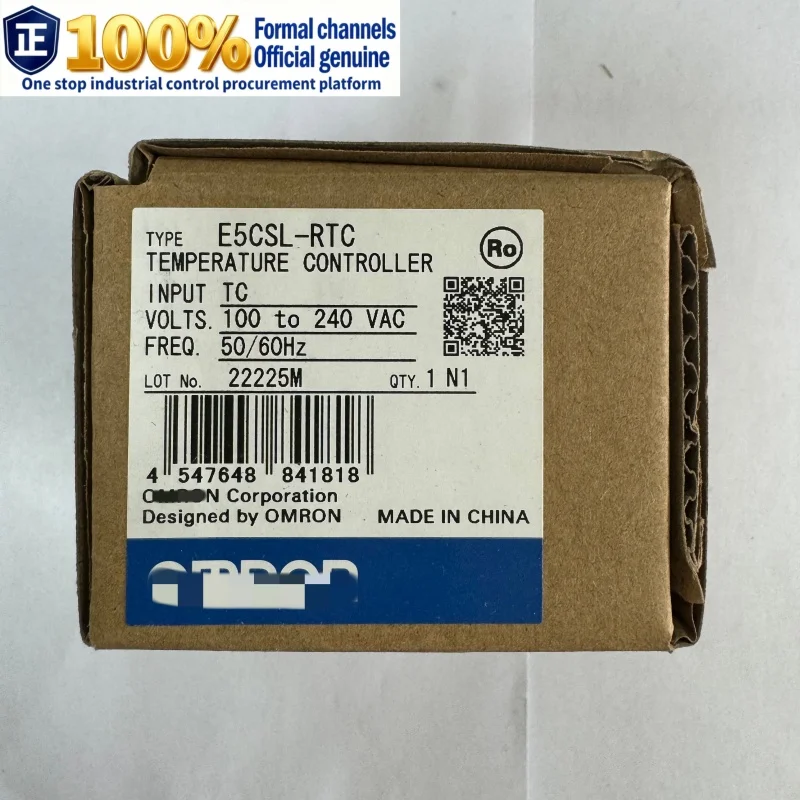 正 100% Formal channels
Official genuine
One stop industrial control procurement platform
TYPE E5CSL-RTC
Ro
TEMPERATURE CONTROLLER
INPUT TC
VOLTS. 100 to 240 VAC
FREQ. 50/60Hz
LOT No. 22225M QTY. 1 N1
4 547648 841818
Corporation
Designed by OMRON MADE IN CHINA